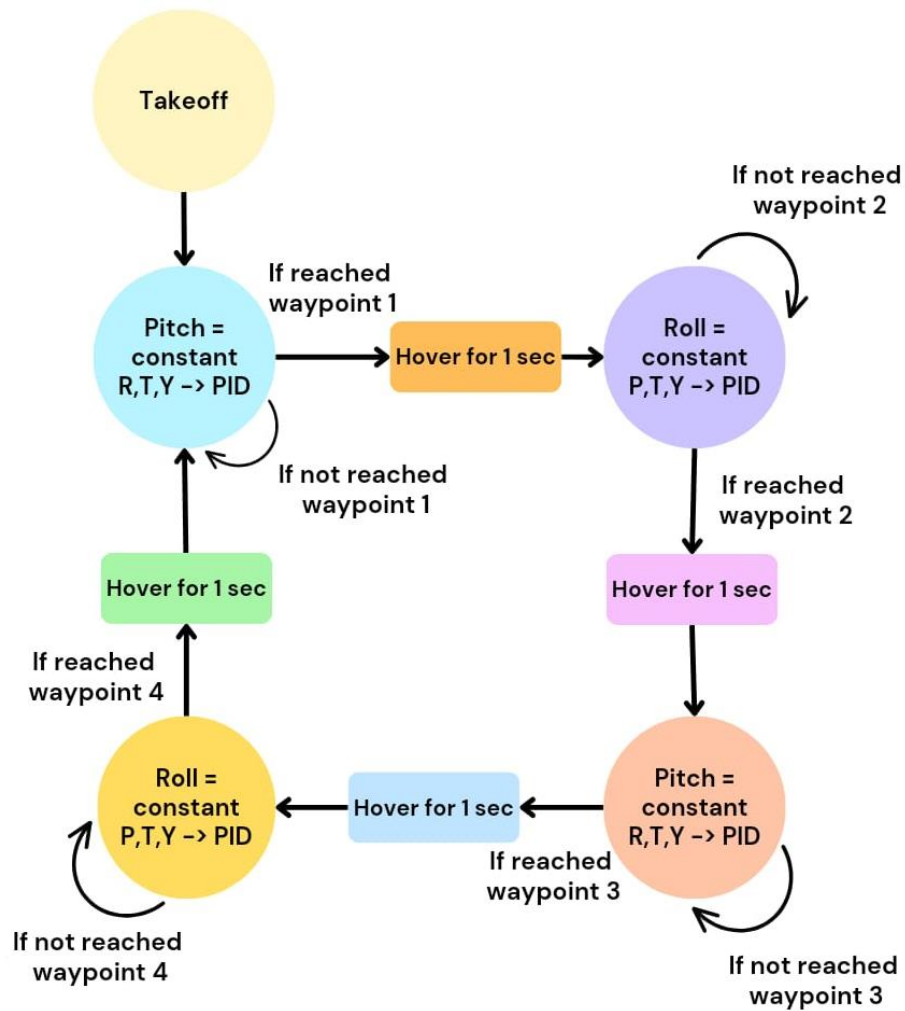 Takeoff
If not reached
waypoint 2
If reached
waypoint 1
Pitch =
constant
R,T,Y -> PID
Hover for 1 sec
Roll =
constant
P,T,Y -> PID
If not reached
waypoint 1
If reached
waypoint 2
Hover for 1 sec
Hover for 1 sec
If reached
waypoint 4
Roll =
constant
P,T,Y -> PID
Hover for 1 sec
Pitch =
constant
R,T,Y -> PID
If reached
waypoint 3
If not reached
waypoint 4
If not reached
waypoint 3